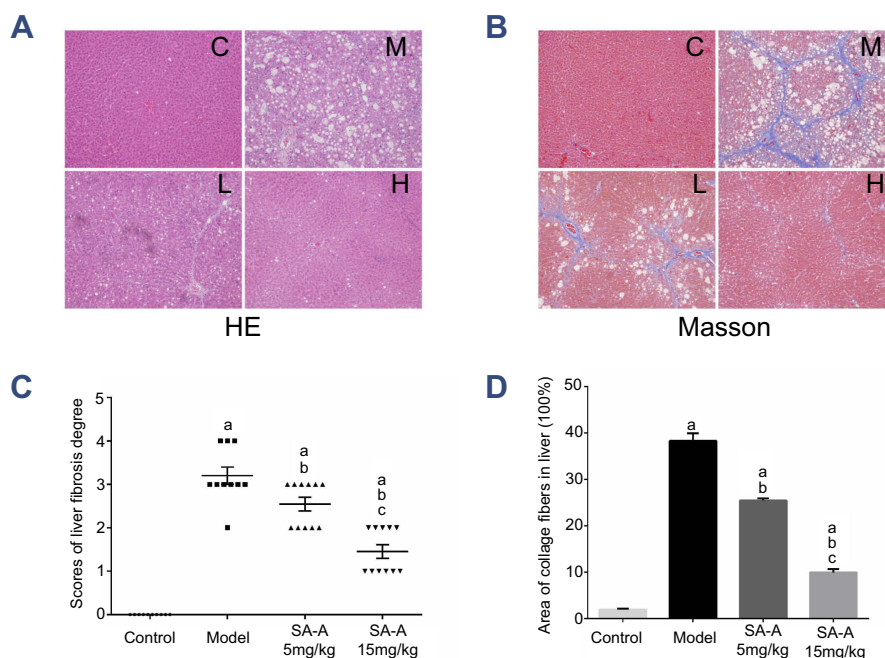 A
C
M
L
H
HE
B
C
M
L
H
Masson
C
Scores of liver fibrosis degree
5
4
3
2
1
0
a
a
b
a
b
c
Control
Model
SA-A
5mg/kg
SA-A
15mg/kg
D
Area of collage fibers in liver (100%)
50
40
30
20
10
0
a
a
b
a
b
c
Control
Model
SA-A
5mg/kg
SA-A
15mg/kg